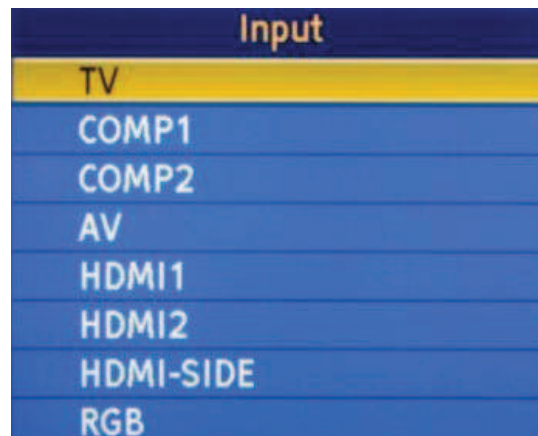 Input
TV
COMP1
COMP2
AV
HDMI1
HDMI2
HDMI-SIDE
RGB